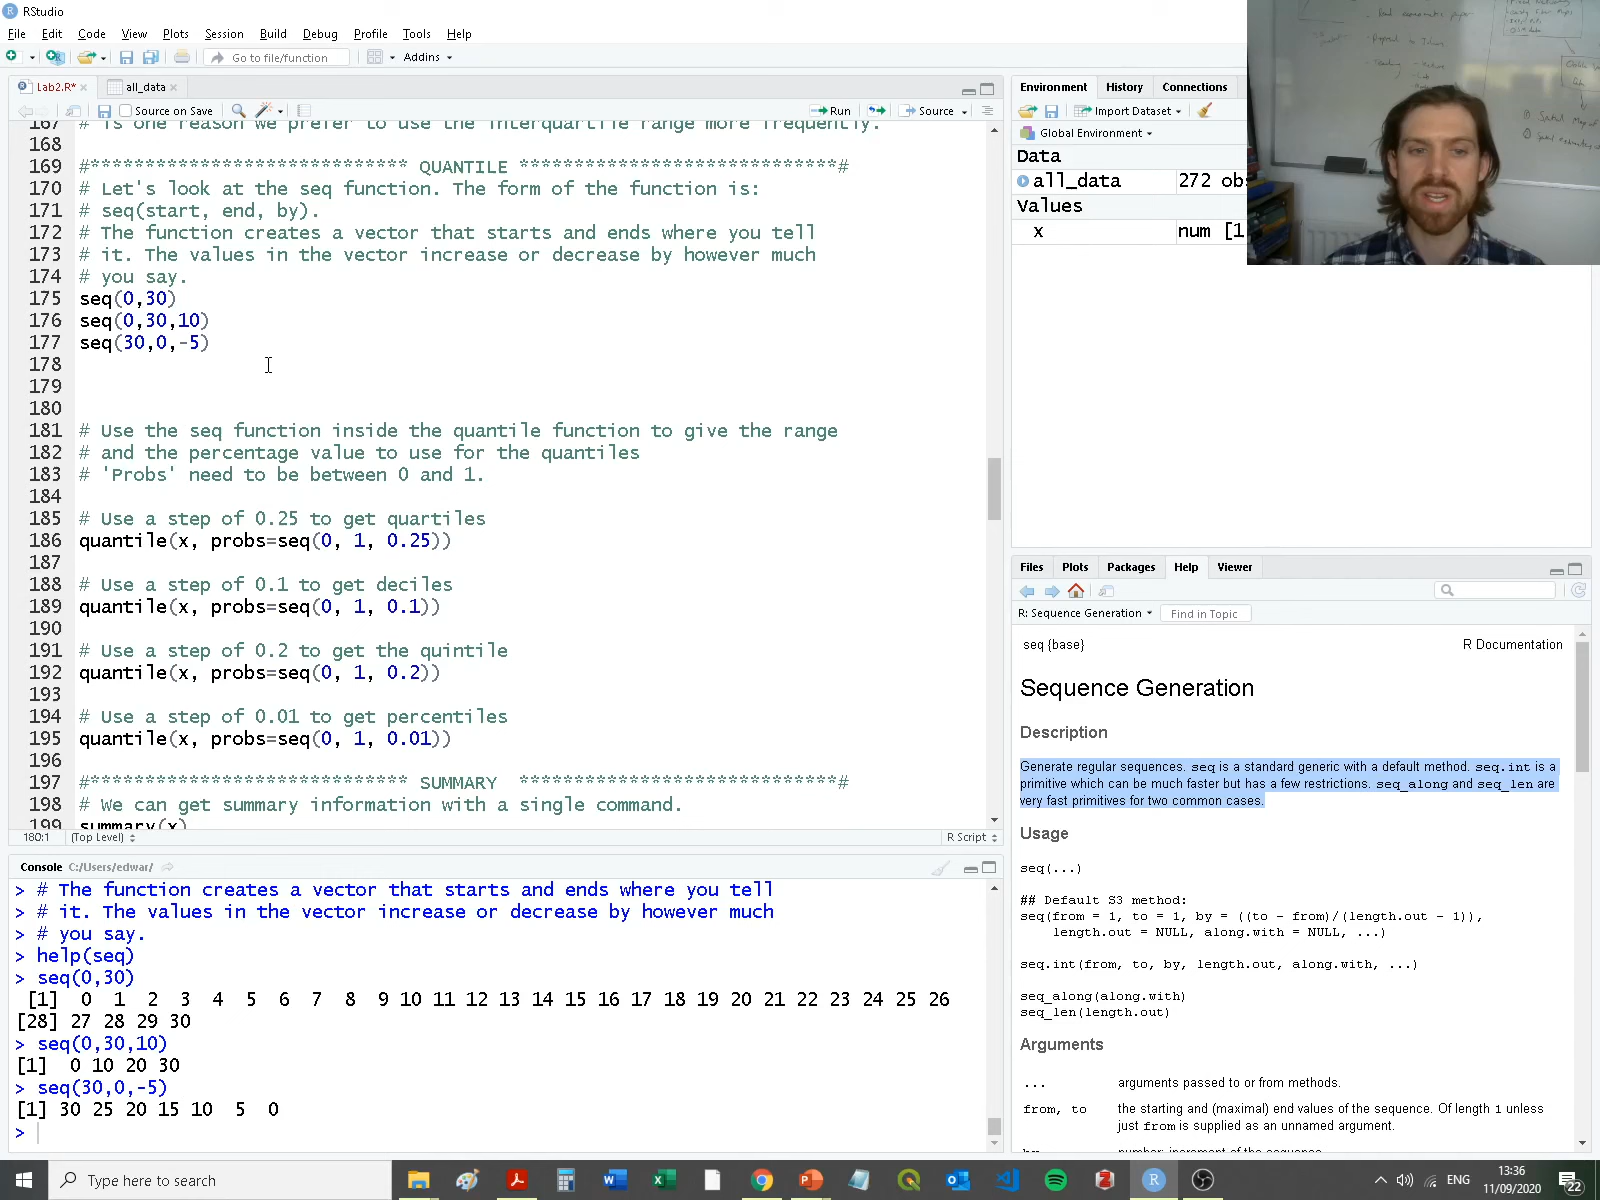 RStudio
File Edit Code View Plots Session Build Debug Profile Tools Help
Go to file/function Addins
Lab2.R* all_data
Source on Save Run Source
167 # is one reason we prefer to use the interquartile range more frequently.
168
169 #***************************** QUANTILE *****************************#
170 # Let's look at the seq function. The form of the function is:
171 # seq(start, end, by).
172 # The function creates a vector that starts and ends where you tell
173 # it. The values in the vector increase or decrease by however much
174 # you say.
175 seq(0,30)
176 seq(0,30,10)
177 seq(30,0,-5)
178
179
180
181 # Use the seq function inside the quantile function to give the range
182 # and the percentage value to use for the quantiles
183 # 'Probs' need to be between 0 and 1.
184
185 # Use a step of 0.25 to get quartiles
186 quantile(x, probs=seq(0, 1, 0.25))
187
188 # Use a step of 0.1 to get deciles
189 quantile(x, probs=seq(0, 1, 0.1))
190
191 # Use a step of 0.2 to get the quintile
192 quantile(x, probs=seq(0, 1, 0.2))
193
194 # Use a step of 0.01 to get percentiles
195 quantile(x, probs=seq(0, 1, 0.01))
196
197 #***************************** SUMMARY *****************************#
198 # We can get summary information with a single command.
199 summary(x)
180:1 (Top Level) R Script
Console C:/Users/edwar/
> # The function creates a vector that starts and ends where you tell
> # it. The values in the vector increase or decrease by however much
> # you say.
> help(seq)
> seq(0,30)
[1] 0 1 2 3 4 5 6 7 8 9 10 11 12 13 14 15 16 17 18 19 20 21 22 23 24 25 26
[28] 27 28 29 30
> seq(0,30,10)
[1] 0 10 20 30
> seq(30,0,-5)
[1] 30 25 20 15 10 5 0
>
Environment History Connections
Import Dataset
Global Environment
Data
all_data 272 ob
Values
x num [1
Files Plots Packages Help Viewer
R: Sequence Generation Find in Topic
seq {base} R Documentation
Sequence Generation
Description
Generate regular sequences. seq is a standard generic with a default method. seq.int is a
primitive which can be much faster but has a few restrictions. seq_along and seq_len are
very fast primitives for two common cases.
Usage
seq(...)
## Default S3 method:
seq(from = 1, to = 1, by = ((to - from)/(length.out - 1)),
length.out = NULL, along.with = NULL, ...)
seq.int(from, to, by, length.out, along.with, ...)
seq_along(along.with)
seq_len(length.out)
Arguments
... arguments passed to or from methods.
from, to the starting and (maximal) end values of the sequence. Of length 1 unless
just from is supplied as an unnamed argument.
by number: increment of the sequence.
Type here to search
ENG
13:36
11/09/2020
22